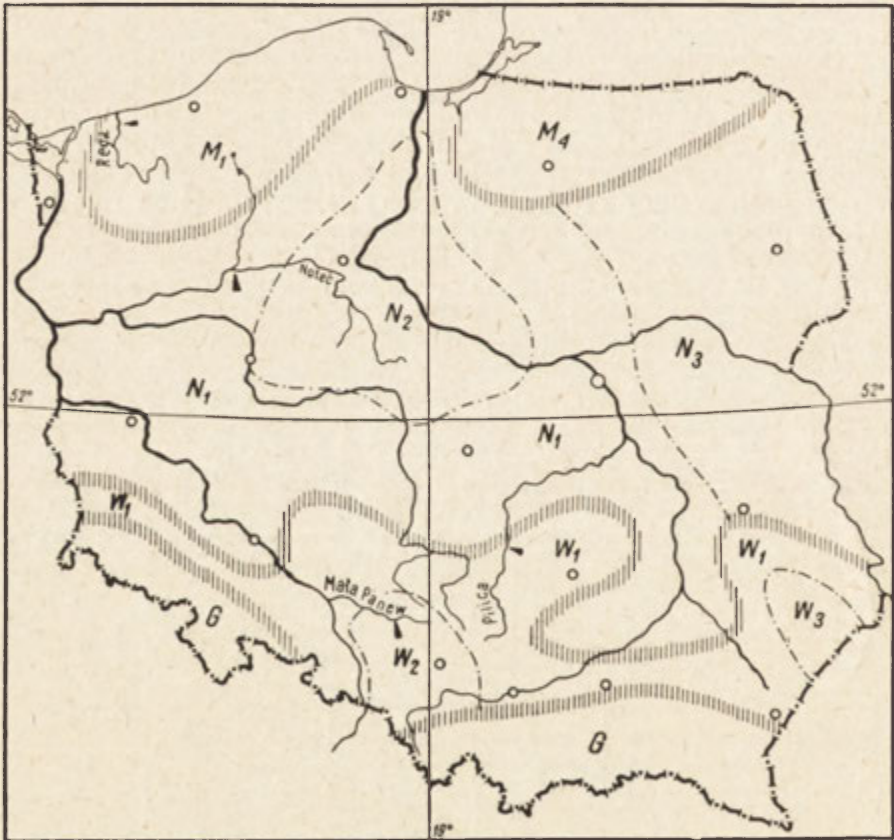 18°
Rega
M₁
M₄
Noteć
N₂
N₃
52°
52°
N₁
N₁
W₁
W₁
W₁
Mała Panew
Pilica
W₃
G
W₂
G
18°